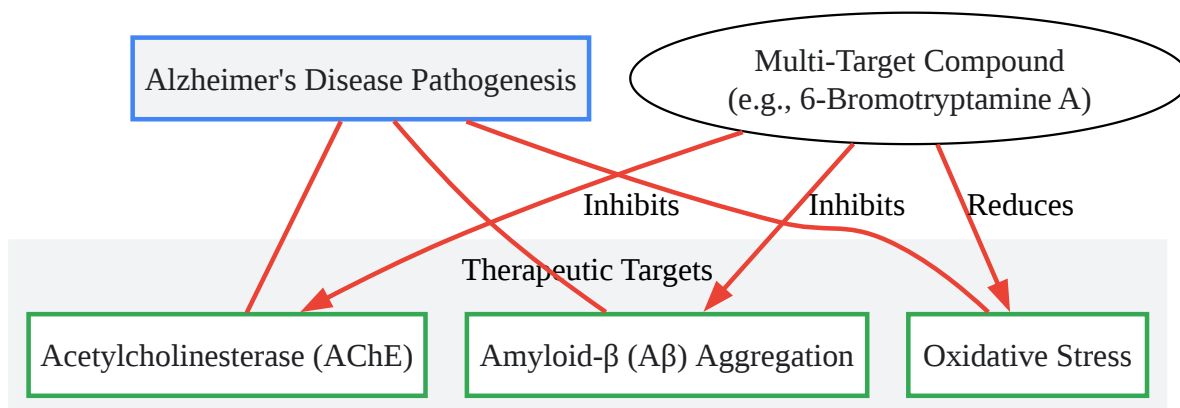 Alzheimer's Disease Pathogenesis
Multi-Target Compound
(e.g., 6-Bromotryptamine A)
Inhibits
Inhibits
Reduces
Therapeutic Targets
Acetylcholinesterase (AChE)
Amyloid-β (Aβ) Aggregation
Oxidative Stress